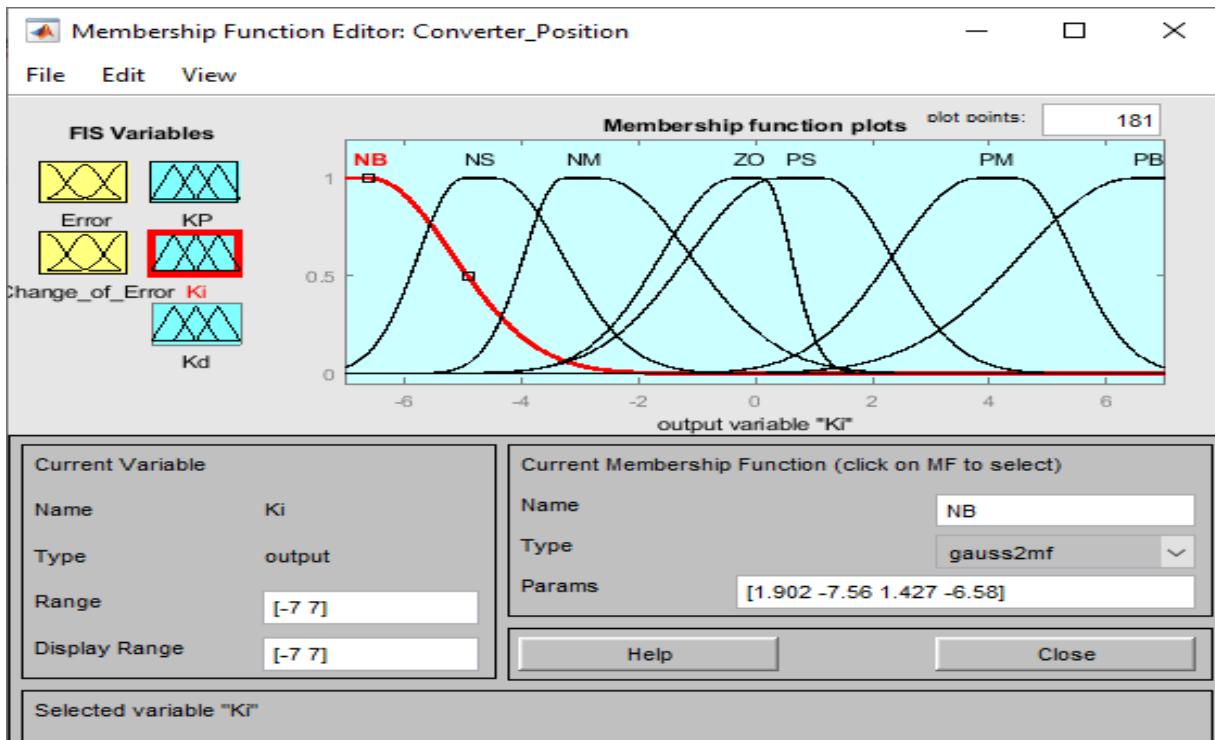 Membership Function Editor: Converter_Position
File Edit View
FIS Variables
Error
KP
Change_of_Error
Ki
Kd
Membership function plots
plot points:
181
NB NS NM ZO PS PM PB
1
0.5
0
-6 -4 -2 0 2 4 6
output variable "Ki"
Current Variable
Name Ki
Type output
Range [-7 7]
Display Range [-7 7]
Current Membership Function (click on MF to select)
Name NB
Type gauss2mf
Params [1.902 -7.56 1.427 -6.58]
Help Close
Selected variable "Ki"